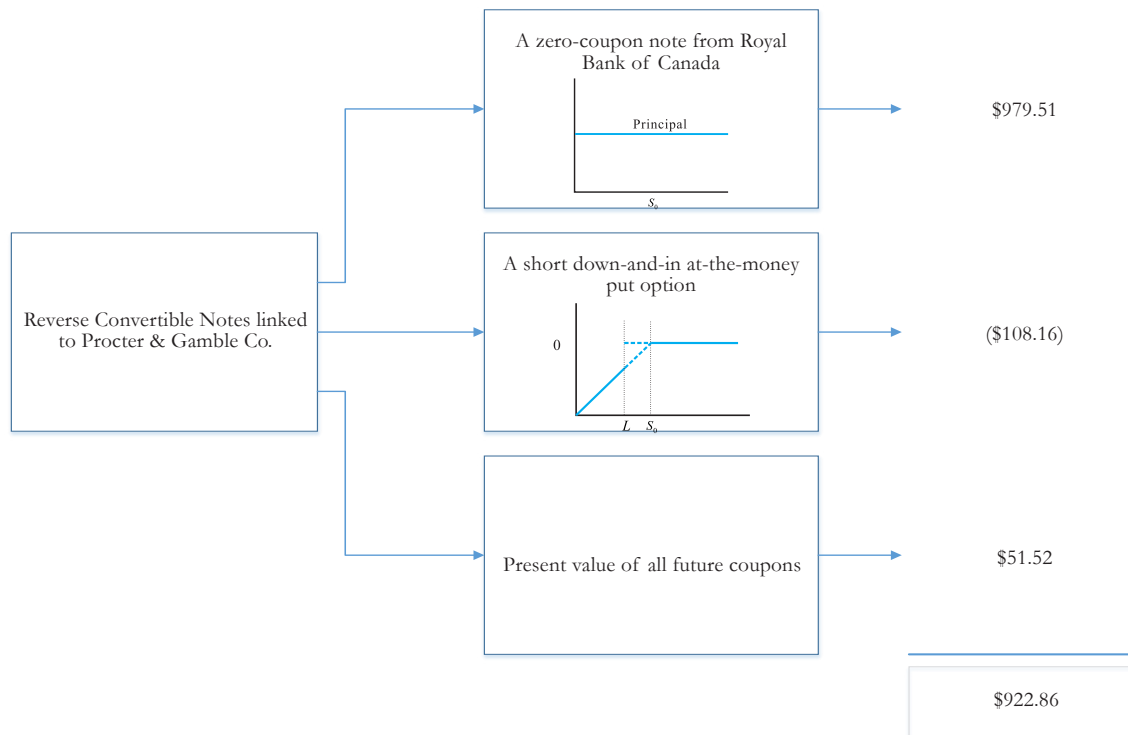 A zero-coupon note from Royal
Bank of Canada
Principal
S₀
$979.51
Reverse Convertible Notes linked
to Procter & Gamble Co.
A short down-and-in at-the-money
put option
0
L S₀
($108.16)
Present value of all future coupons
$51.52
$922.86